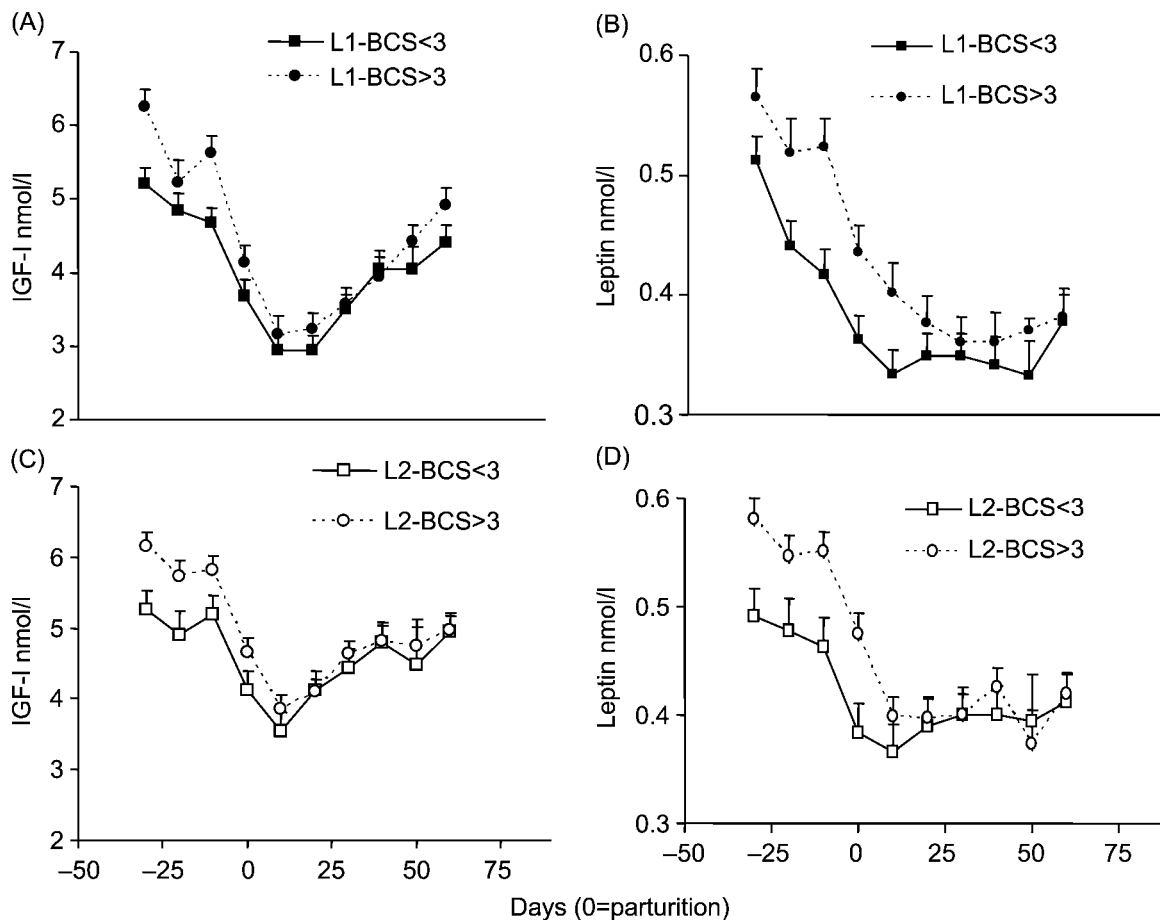 (A)
L1-BCS<3
L1-BCS>3
7
6
5
4
3
2
IGF-I nmol/l
(B)
L1-BCS<3
L1-BCS>3
0.6
0.5
0.4
0.3
Leptin nmol/l
(C)
L2-BCS<3
L2-BCS>3
7
6
5
4
3
2
IGF-I nmol/l
–50 –25 0 25 50 75
(D)
L2-BCS<3
L2-BCS>3
0.6
0.5
0.4
0.3
Leptin nmol/l
–50 –25 0 25 50 75
Days (0=parturition)